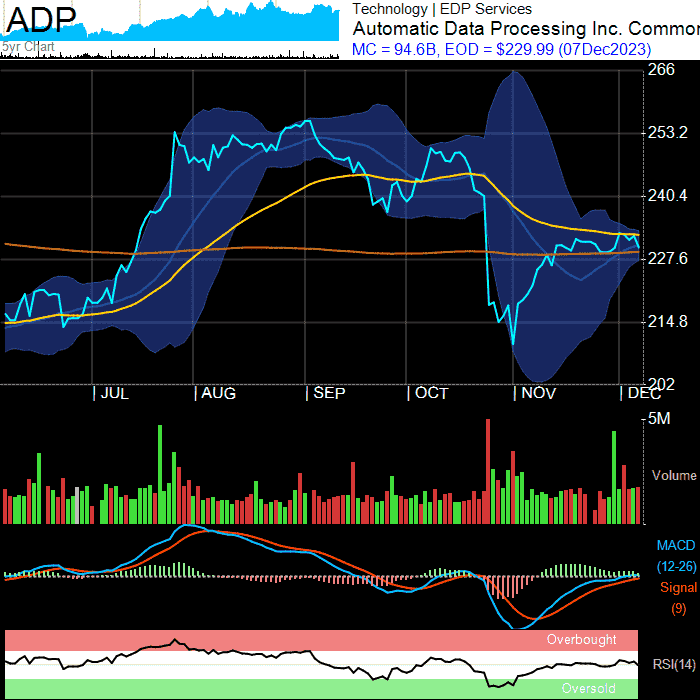 ADP
5yr Chart
Technology | EDP Services
Automatic Data Processing Inc. Common
MC = 94.6B, EOD = $229.99 (07Dec2023)
266
253.2
240.4
227.6
214.8
202
JUL
AUG
SEP
OCT
NOV
DEC
5M
Volume
MACD
(12-26)
Signal
(9)
Overbought
RSI(14)
Oversold